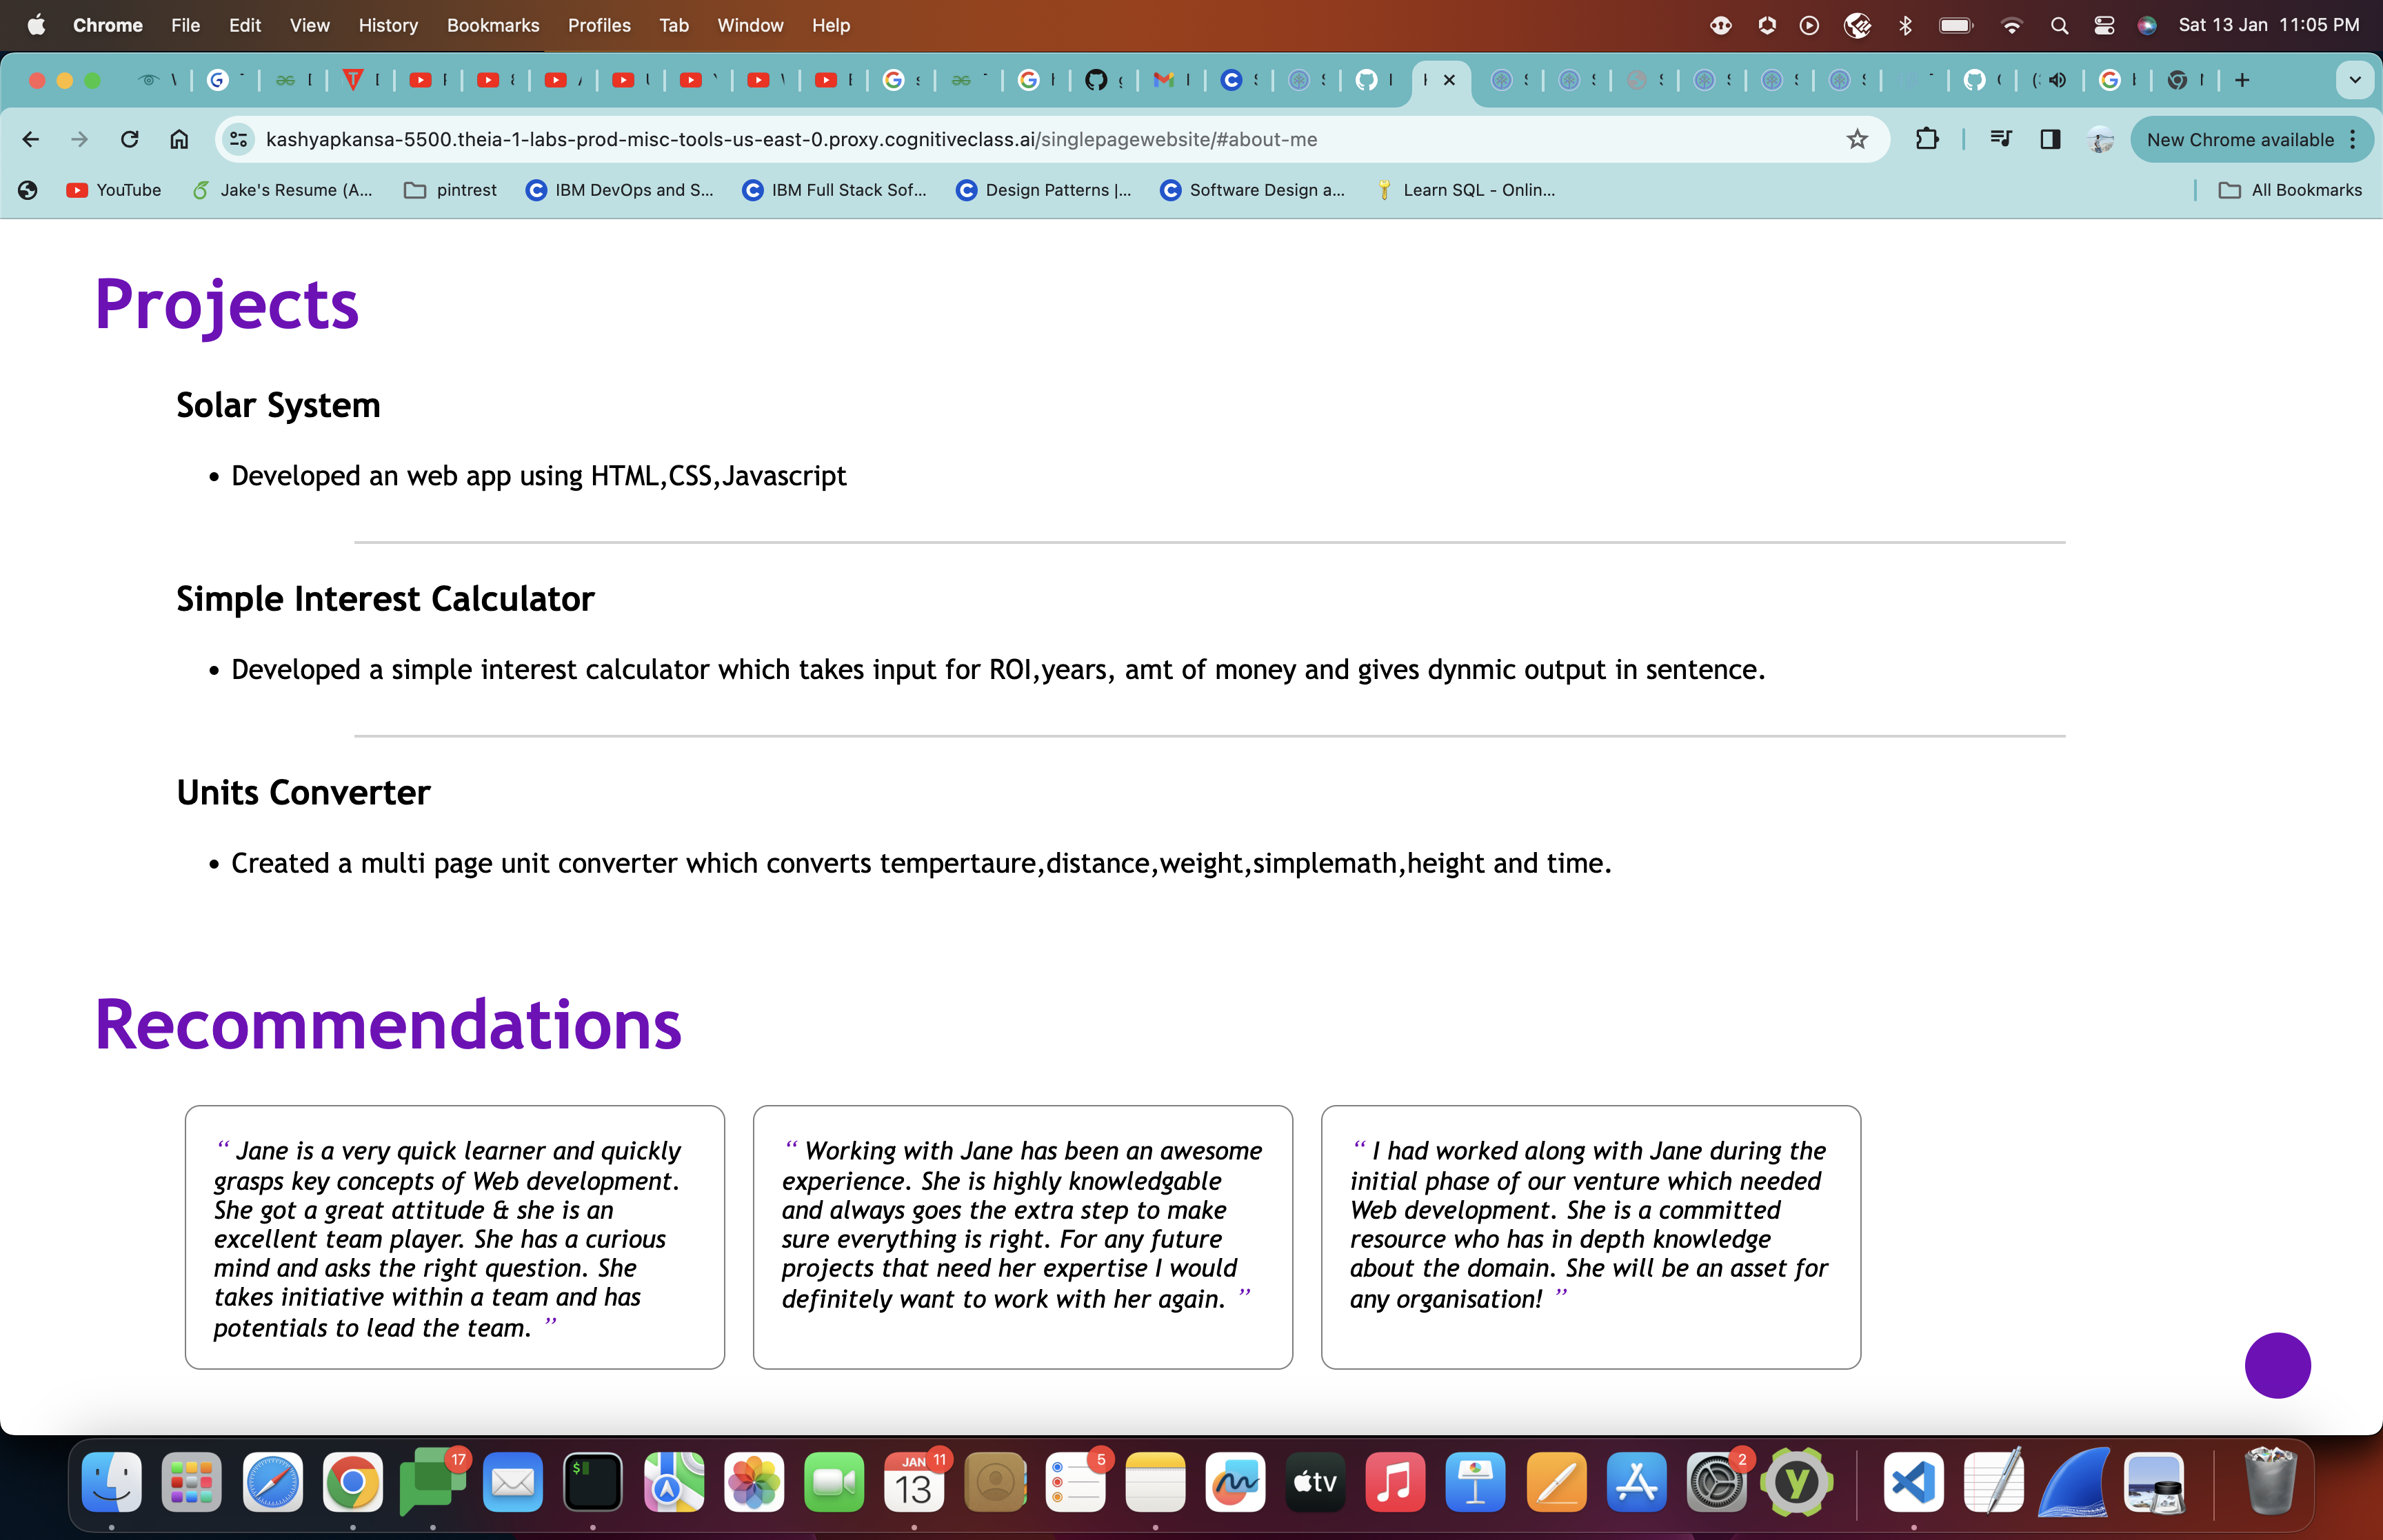 Chrome File Edit View History Bookmarks Profiles Tab Window Help Sat 13 Jan 11:05 PM
kashyapkansa-5500.theia-1-labs-prod-misc-tools-us-east-0.proxy.cognitiveclass.ai/singlepagewebsite/#about-me New Chrome available
YouTube Jake's Resume (A... pintrest IBM DevOps and S... IBM Full Stack Sof... Design Patterns |... Software Design a... Learn SQL - Onlin... All Bookmarks
Projects
Solar System
• Developed an web app using HTML,CSS,Javascript
Simple Interest Calculator
• Developed a simple interest calculator which takes input for ROI,years, amt of money and gives dynmic output in sentence.
Units Converter
• Created a multi page unit converter which converts tempertaure,distance,weight,simplemath,height and time.
Recommendations
“ Jane is a very quick learner and quickly
grasps key concepts of Web development.
She got a great attitude & she is an
excellent team player. She has a curious
mind and asks the right question. She
takes initiative within a team and has
potentials to lead the team. ”
“ Working with Jane has been an awesome
experience. She is highly knowledgable
and always goes the extra step to make
sure everything is right. For any future
projects that need her expertise I would
definitely want to work with her again. ”
“ I had worked along with Jane during the
initial phase of our venture which needed
Web development. She is a committed
resource who has in depth knowledge
about the domain. She will be an asset for
any organisation! ”
17 JAN 13 11 5 tv 2